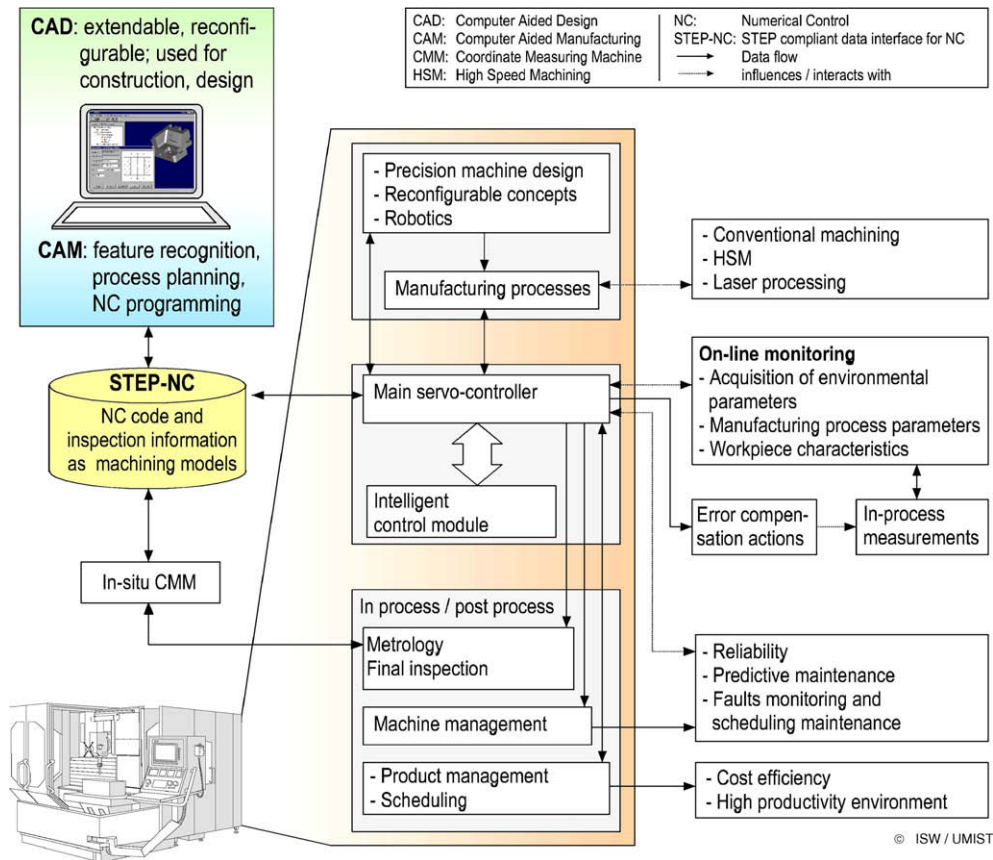 CAD: extendable, reconfi-
gurable; used for
construction, design
CAM: feature recognition,
process planning,
NC programming
STEP-NC
NC code and
inspection information
as machining models
In-situ CMM
CAD: Computer Aided Design
CAM: Computer Aided Manufacturing
CMM: Coordinate Measuring Machine
HSM: High Speed Machining
NC: Numerical Control
STEP-NC: STEP compliant data interface for NC
Data flow
influences / interacts with
- Precision machine design
- Reconfigurable concepts
- Robotics
Manufacturing processes
- Conventional machining
- HSM
- Laser processing
Main servo-controller
Intelligent
control module
On-line monitoring
- Acquisition of environmental
parameters
- Manufacturing process parameters
- Workpiece characteristics
Error compen-
sation actions
In-process
measurements
In process / post process
Metrology
Final inspection
Machine management
- Product management
- Scheduling
- Reliability
- Predictive maintenance
- Faults monitoring and
scheduling maintenance
- Cost efficiency
- High productivity environment
© ISW / UMIST